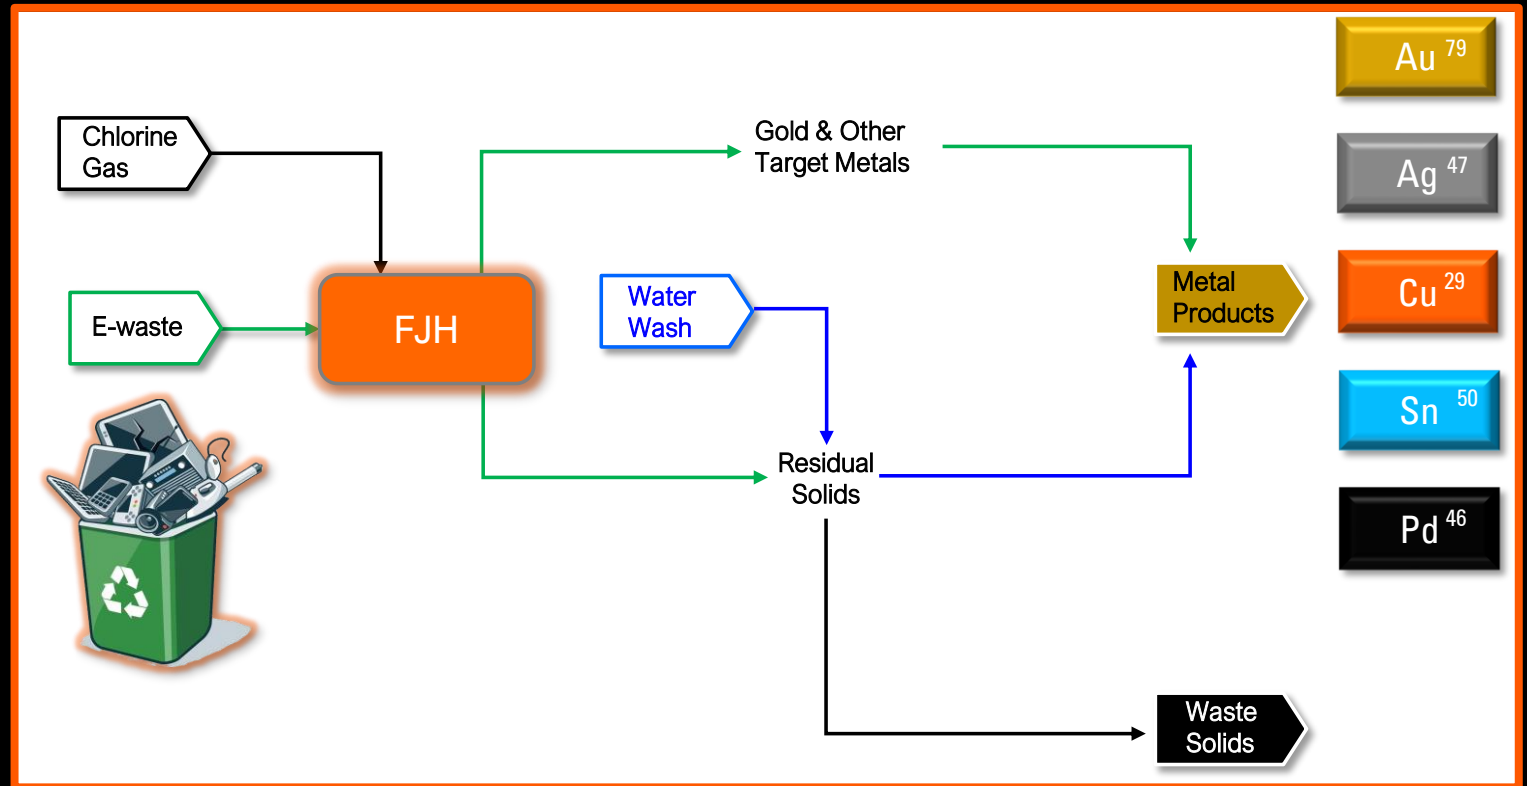 Chlorine
Gas
E-waste
FJH
Gold & Other
Target Metals
Water
Wash
Residual
Solids
Metal
Products
Waste
Solids
Au 79
Ag 47
Cu 29
Sn 50
Pd 46